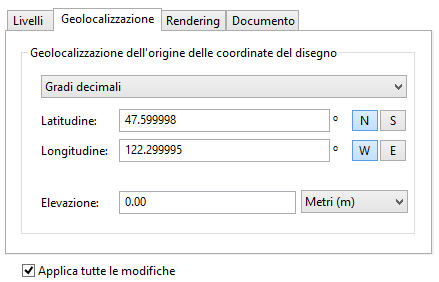 Livelli Geolocalizzazione Rendering Documento
Geolocalizzazione dell'origine delle coordinate del disegno
Gradi decimali
Latitudine: 47.599998 ° N S
Longitudine: 122.299995 ° W E
Elevazione: 0.00 Metri (m)
Applica tutte le modifiche